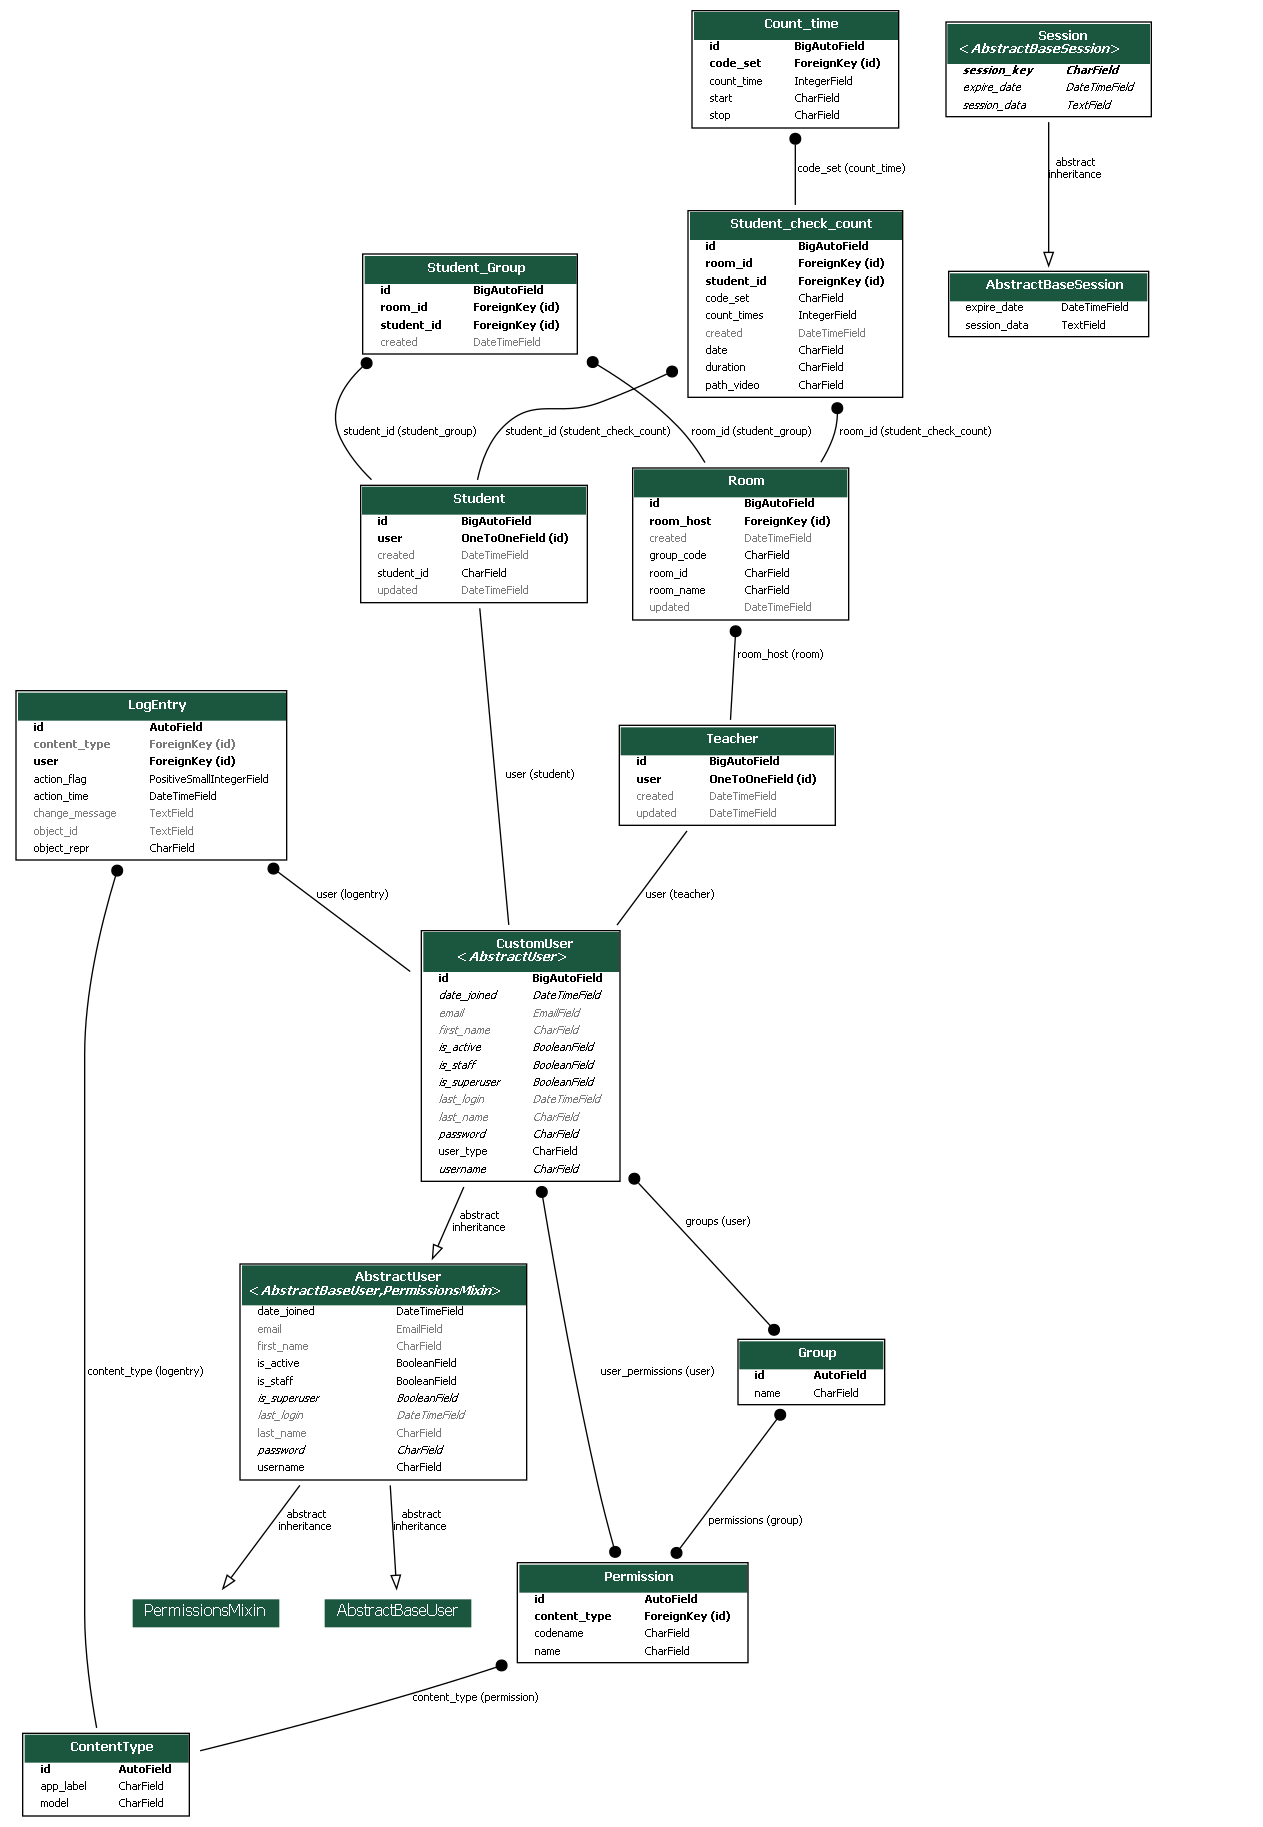 Count_time
id BigAutoField
code_set ForeignKey (id)
count_time IntegerField
start CharField
stop CharField
Session
<AbstractBaseSession>
session_key CharField
expire_date DateTimeField
session_data TextField
code_set (count_time)
abstract
inheritance
Student_check_count
id BigAutoField
room_id ForeignKey (id)
student_id ForeignKey (id)
code_set CharField
count_times IntegerField
created DateTimeField
date CharField
duration CharField
path_video CharField
Student_Group
id BigAutoField
room_id ForeignKey (id)
student_id ForeignKey (id)
created DateTimeField
AbstractBaseSession
expire_date DateTimeField
session_data TextField
student_id (student_group)
student_id (student_check_count)
room_id (student_group)
room_id (student_check_count)
Student
id BigAutoField
user OneToOneField (id)
created DateTimeField
student_id CharField
updated DateTimeField
Room
id BigAutoField
room_host ForeignKey (id)
created DateTimeField
group_code CharField
room_id CharField
room_name CharField
updated DateTimeField
room_host (room)
LogEntry
id AutoField
content_type ForeignKey (id)
user ForeignKey (id)
action_flag PositiveSmallIntegerField
action_time DateTimeField
change_message TextField
object_id TextField
object_repr CharField
user (student)
Teacher
id BigAutoField
user OneToOneField (id)
created DateTimeField
updated DateTimeField
user (logentry)
user (teacher)
CustomUser
<AbstractUser>
id BigAutoField
date_joined DateTimeField
email EmailField
first_name CharField
is_active BooleanField
is_staff BooleanField
is_superuser BooleanField
last_login DateTimeField
last_name CharField
password CharField
user_type CharField
username CharField
abstract
inheritance
groups (user)
AbstractUser
<AbstractBaseUser,PermissionsMixin>
date_joined DateTimeField
email EmailField
first_name CharField
is_active BooleanField
is_staff BooleanField
is_superuser BooleanField
last_login DateTimeField
last_name CharField
password CharField
username CharField
content_type (logentry)
user_permissions (user)
Group
id AutoField
name CharField
abstract
inheritance
abstract
inheritance
permissions (group)
PermissionsMixin
AbstractBaseUser
Permission
id AutoField
content_type ForeignKey (id)
codename CharField
name CharField
content_type (permission)
ContentType
id AutoField
app_label CharField
model CharField